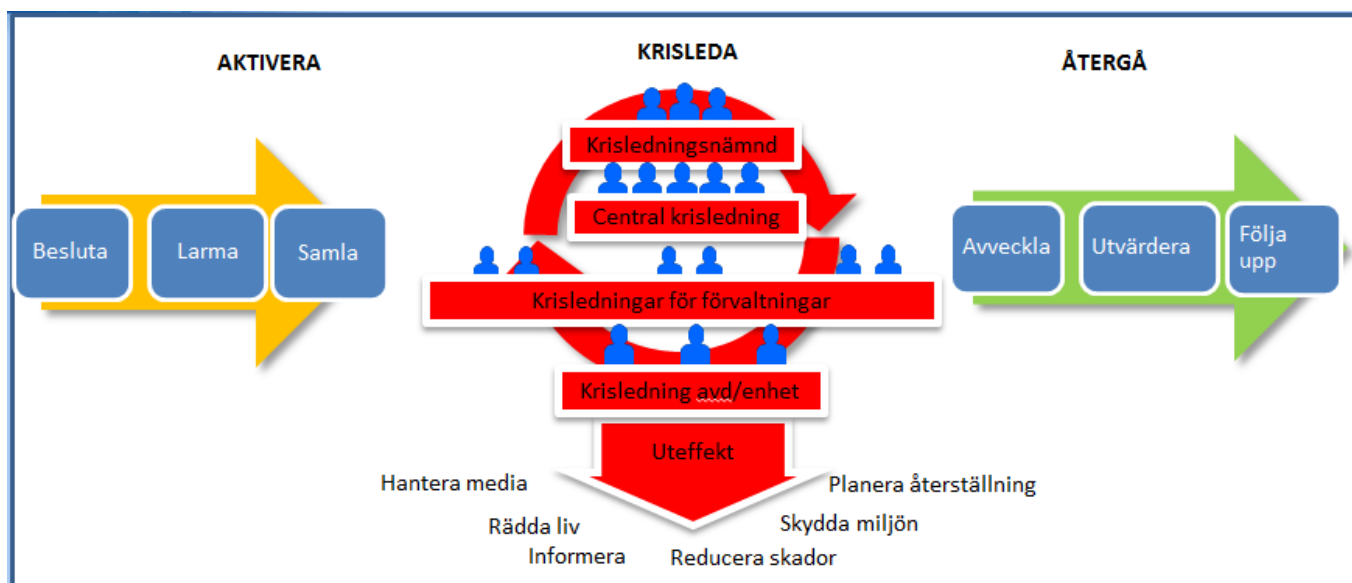 AKTIVERA
KRISLEDA
ÅTERGÅ
Besluta
Larma
Samla
Krisledningsnämnd
Central krisledning
Krisledningar för förvaltningar
Krisledning avd/enhet
Uteffekt
Avveckla
Utvärdera
Följa
upp
Hantera media
Planera återställning
Rädda liv
Skydda miljön
Informera
Reducera skador